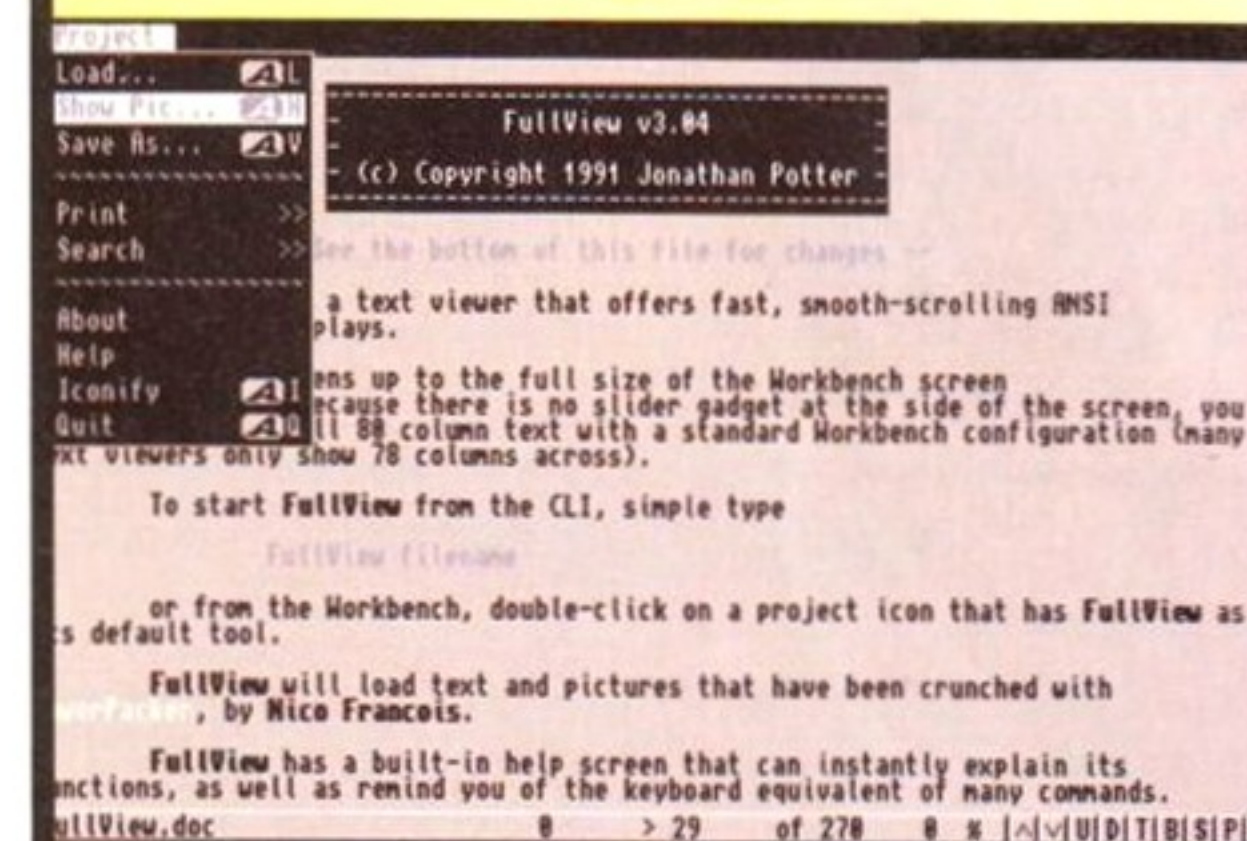 Project
Load... A L
Show Pic... A H
Save As... A V
Print >>
Search >>
About
Help
Iconify A I
Quit A Q
FullView v3.04
(c) Copyright 1991 Jonathan Potter
See the bottom of this file for changes --
a text viewer that offers fast, smooth-scrolling ANSI
plays.
ens up to the full size of the Workbench screen
ecause there is no slider gadget at the side of the screen, you
ll 80 column text with a standard Workbench configuration (many
ext viewers only show 78 columns across).
To start FullView from the CLI, simple type
FullView filename
or from the Workbench, double-click on a project icon that has FullView as
s default tool.
FullView will load text and pictures that have been crunched with
werPacker, by Nico Francois.
FullView has a built-in help screen that can instantly explain its
nctions, as well as remind you of the keyboard equivalent of many commands.
ullView.doc 0 > 29 of 270 0 % |^|v|U|D|T|B|S|P|